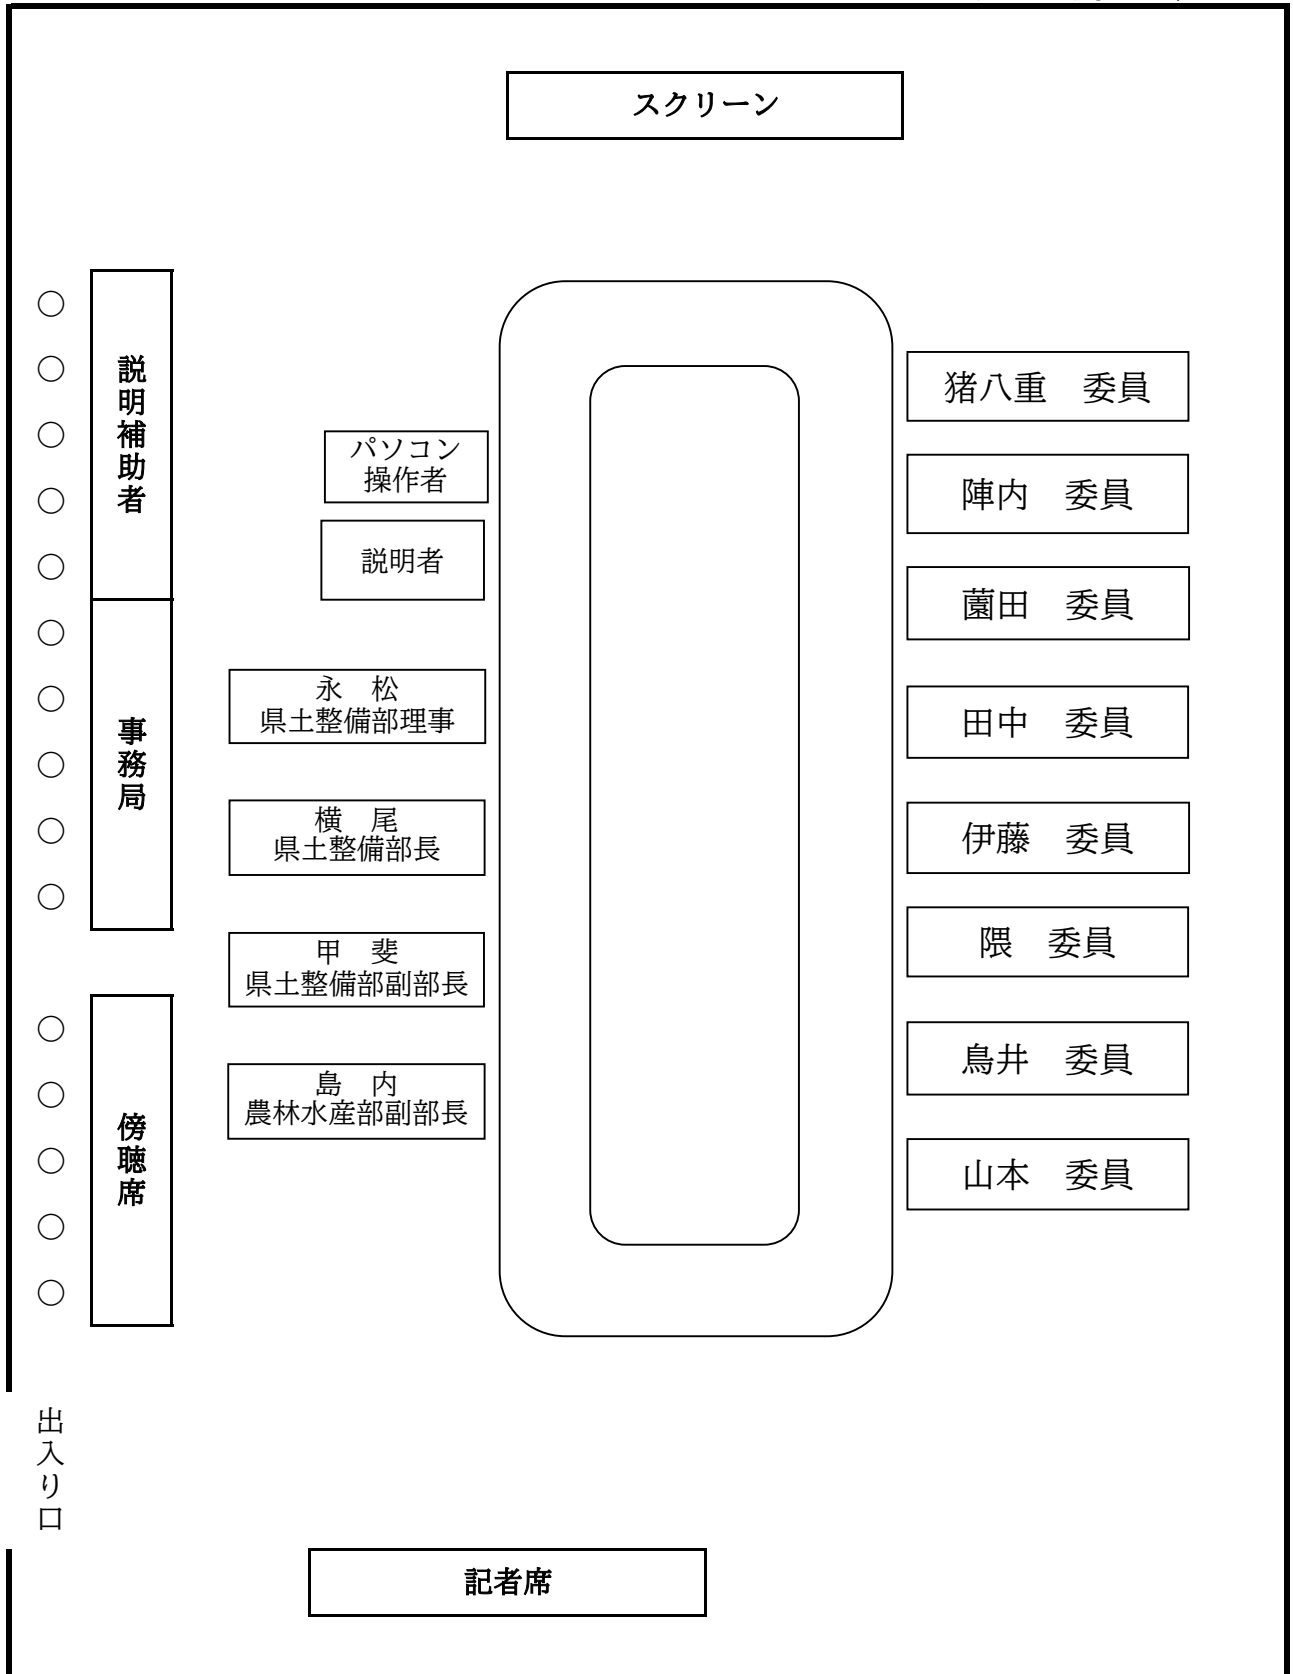 スクリーン
説明補助者
事務局
傍聴席
出入り口
パソコン
操作者
説明者
永　松
県土整備部理事
横　尾
県土整備部長
甲　斐
県土整備部副部長
島　内
農林水産部副部長
猪八重　委員
陣内　委員
薗田　委員
田中　委員
伊藤　委員
隈　委員
鳥井　委員
山本　委員
記者席